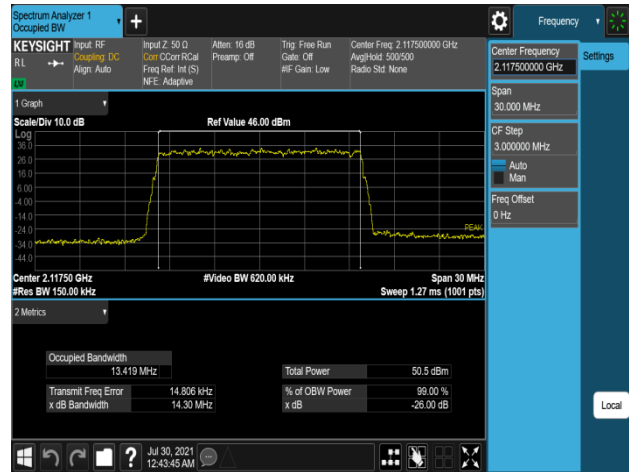 Spectrum Analyzer 1
Occupied BW
Frequency
KEYSIGHT
RL
LW
Input: RF
Coupling: DC
Align: Auto
Input Z: 50 Ω
Corr CCorr RCal
Freq Ref: Int (S)
NFE: Adaptive
Atten: 16 dB
Preamp: Off
Trig: Free Run
Gate: Off
#IF Gain: Low
Center Freq: 2.117500000 GHz
Avg|Hold: 500/500
Radio Std: None
Center Frequency
2.117500000 GHz
Settings
Span
30.000 MHz
CF Step
3.000000 MHz
Auto
Man
Freq Offset
0 Hz
Local
1 Graph
Scale/Div 10.0 dB
Ref Value 46.00 dBm
Log
36.0
26.0
16.0
6.00
-4.00
-14.0
-24.0
-34.0
-44.0
PEAK
Center 2.11750 GHz
#Video BW 620.00 kHz
Span 30 MHz
#Res BW 150.00 kHz
Sweep 1.27 ms (1001 pts)
2 Metrics
Occupied Bandwidth
13.419 MHz
Total Power 50.5 dBm
Transmit Freq Error 14.806 kHz
% of OBW Power 99.00 %
x dB Bandwidth 14.30 MHz
x dB -26.00 dB
?
Jul 30, 2021
12:43:45 AM